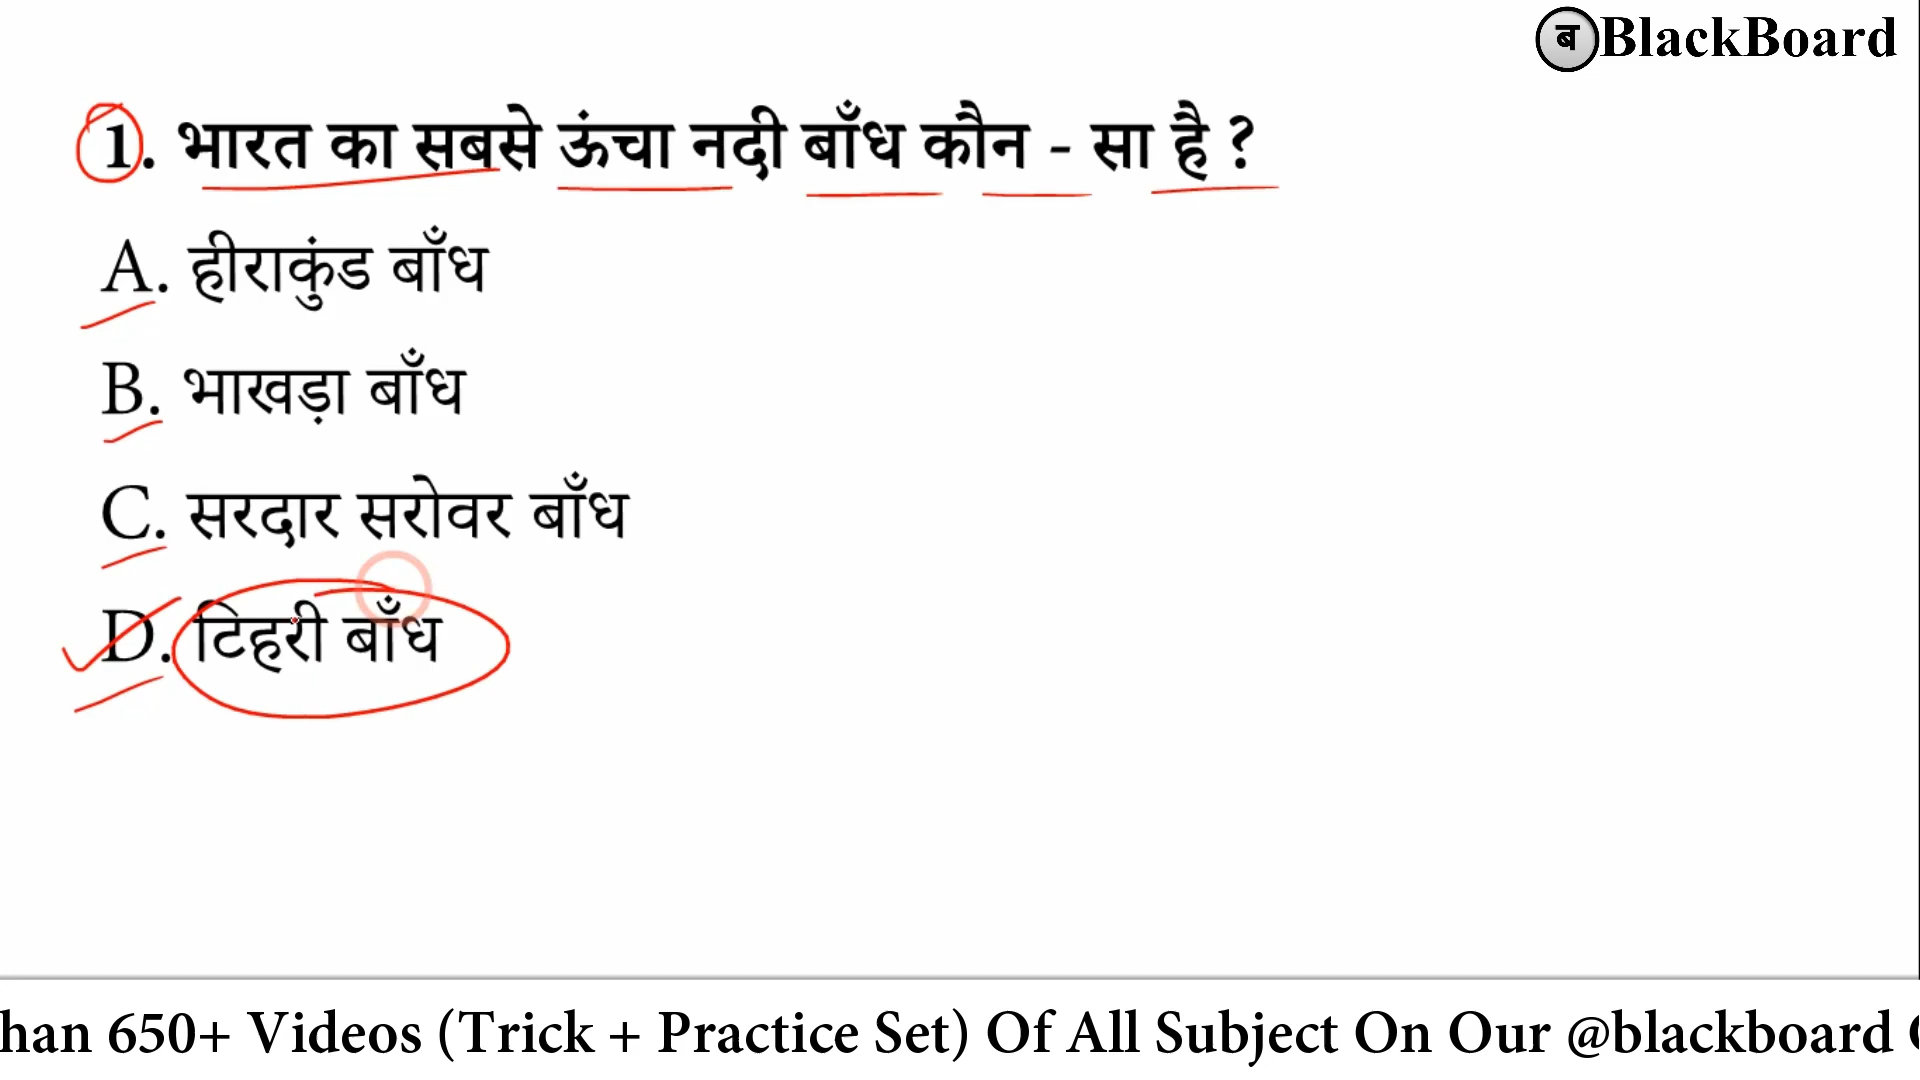 ब BlackBoard
1. भारत का सबसे ऊंचा नदी बाँध कौन - सा है ?
A. हीराकुंड बाँध
B. भाखड़ा बाँध
C. सरदार सरोवर बाँध
D. टिहरी बाँध
han 650+ Videos (Trick + Practice Set) Of All Subject On Our @blackboard